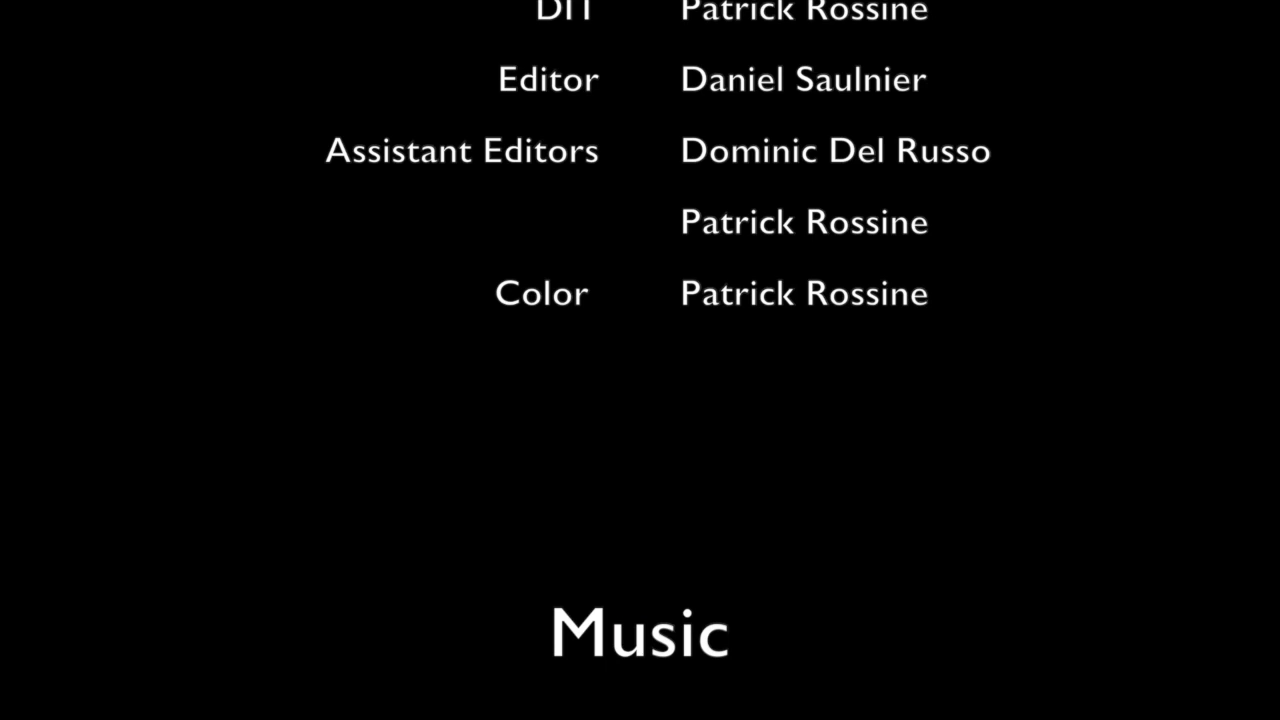 DIT Patrick Rossine
Editor Daniel Saulnier
Assistant Editors Dominic Del Russo
Patrick Rossine
Color Patrick Rossine
Music